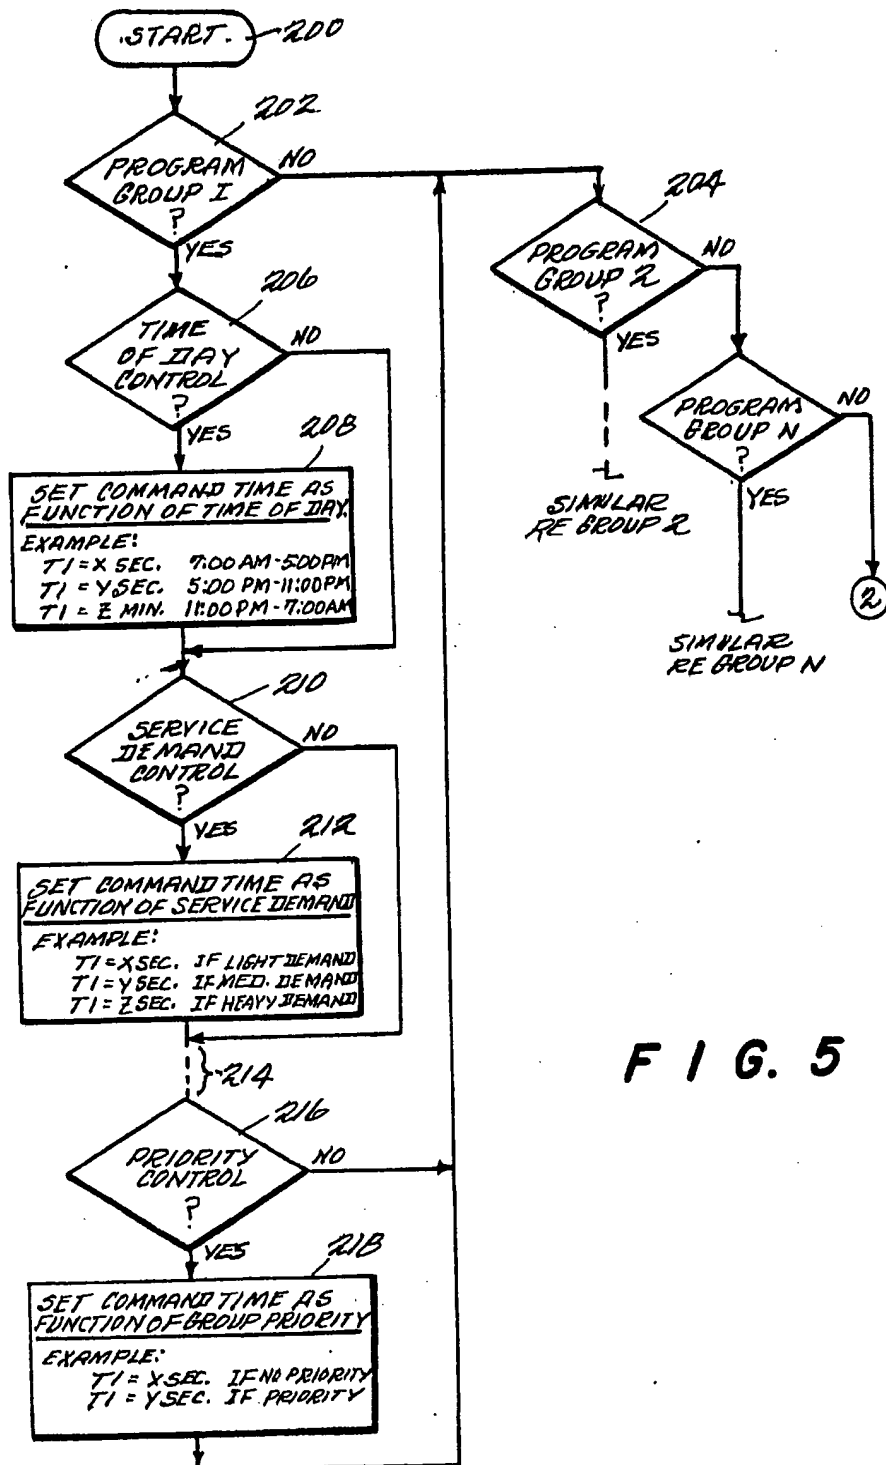 START.
200
202
PROGRAM
GROUP I
?
NO
YES
204
PROGRAM
GROUP 2
?
NO
YES
206
TIME
OF DAY
CONTROL
?
NO
YES
PROGRAM
GROUP N
?
NO
YES
208
SET COMMAND TIME AS
FUNCTION OF TIME OF DAY.
EXAMPLE:
T1 = X SEC. 7:00 AM - 5:00 PM
T1 = Y SEC. 5:00 PM - 11:00 PM
T1 = Z MIN. 11:00 PM - 7:00 AM
SIMILAR
RE GROUP 2
2
SIMILAR
RE GROUP N
210
SERVICE
DEMAND
CONTROL
?
NO
YES
212
SET COMMAND TIME AS
FUNCTION OF SERVICE DEMAND
EXAMPLE:
T1 = X SEC. IF LIGHT DEMAND
T1 = Y SEC. IF MED. DEMAND
T1 = Z SEC. IF HEAVY DEMAND
214
FIG. 5
216
PRIORITY
CONTROL
?
NO
YES
218
SET COMMAND TIME AS
FUNCTION OF GROUP PRIORITY
EXAMPLE:
T1 = X SEC. IF NO PRIORITY
T1 = Y SEC. IF PRIORITY